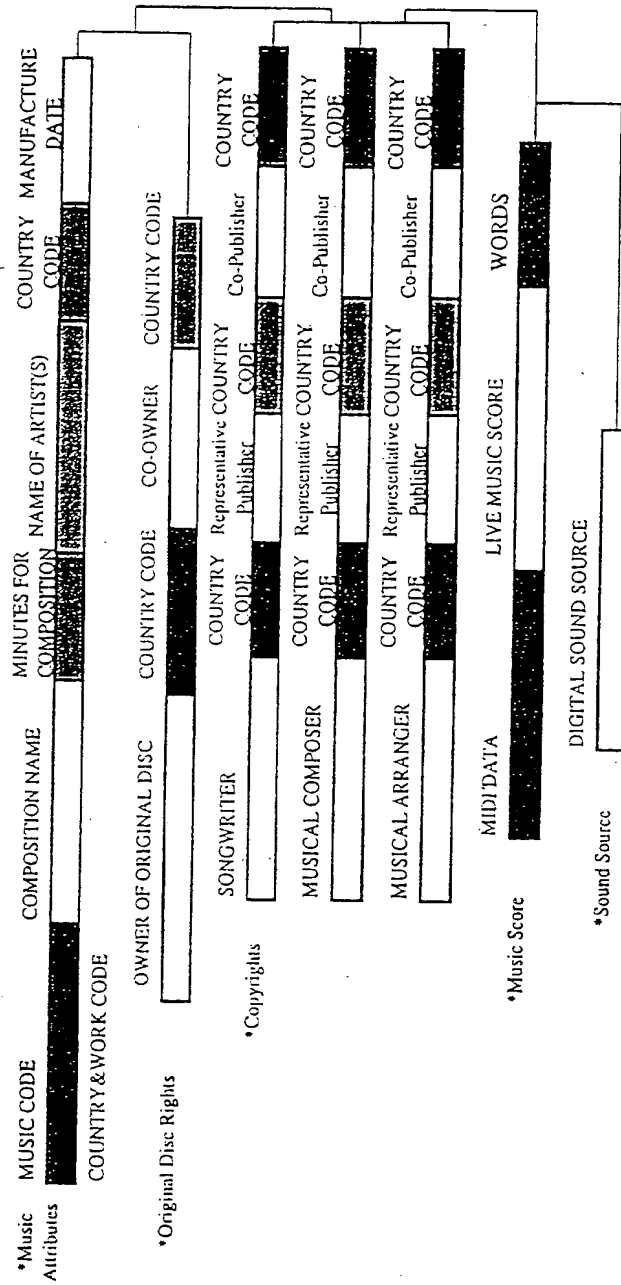 *Music
Attributes
MUSIC CODE
COUNTRY&WORK CODE
COMPOSITION NAME
MINUTES FOR
COMPOSITION
NAME OF ARTIST(S)
COUNTRY
CODE
MANUFACTURE
DATE
*Original Disc Rights
OWNER OF ORIGINAL DISC
COUNTRY CODE
CO-OWNER
COUNTRY CODE
*Copyrights
SONGWRITER
COUNTRY
CODE
Representative
Publisher
COUNTRY
CODE
Co-Publisher
COUNTRY
CODE
MUSICAL COMPOSER
COUNTRY
CODE
Representative
Publisher
COUNTRY
CODE
Co-Publisher
COUNTRY
CODE
MUSICAL ARRANGER
COUNTRY
CODE
Representative
Publisher
COUNTRY
CODE
Co-Publisher
COUNTRY
CODE
*Music Score
MIDI DATA
LIVE MUSIC SCORE
WORDS
*Sound Source
DIGITAL SOUND SOURCE